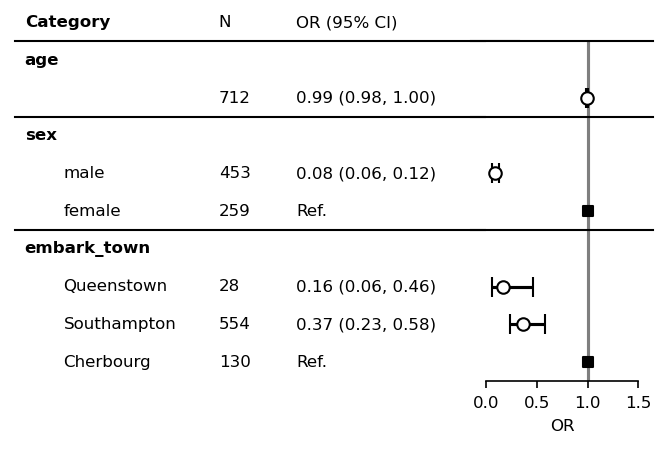 Category N OR (95% CI)
age
712 0.99 (0.98, 1.00)
sex
male 453 0.08 (0.06, 0.12)
female 259 Ref.
embark_town
Queenstown 28 0.16 (0.06, 0.46)
Southampton 554 0.37 (0.23, 0.58)
Cherbourg 130 Ref.
0.0 0.5 1.0 1.5
OR